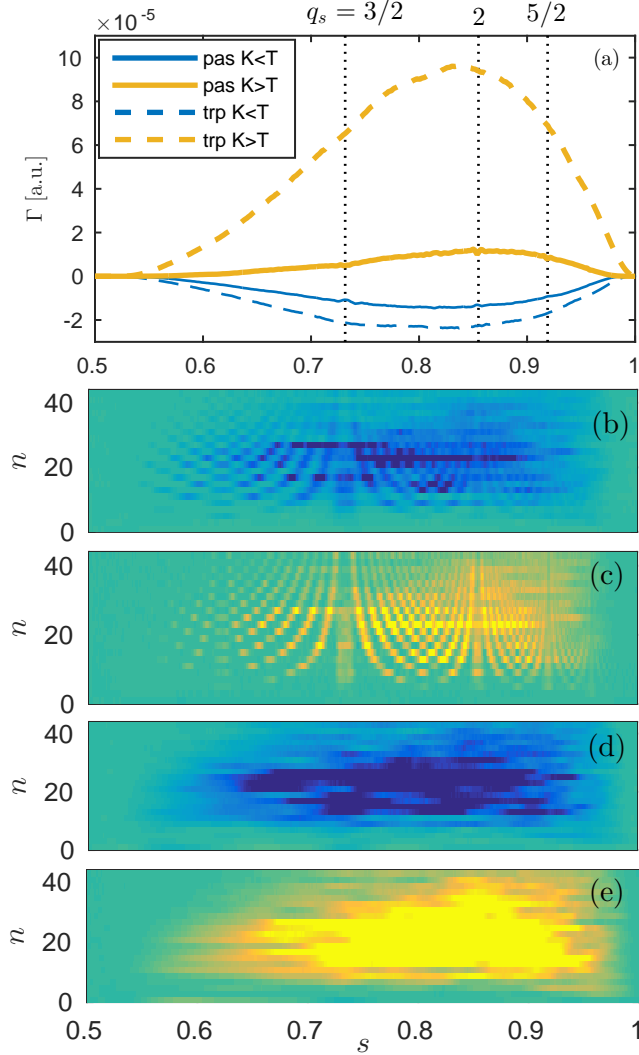 q_s = 3/2 2 5/2
×10^-5
(a)
pas K<T
pas K>T
trp K<T
trp K>T
Γ [a.u.]
10
8
6
4
2
0
-2
0.5 0.6 0.7 0.8 0.9 1
(b)
n
40
20
0
(c)
n
40
20
0
(d)
n
40
20
0
(e)
n
40
20
0
0.5 0.6 0.7 0.8 0.9 1
s